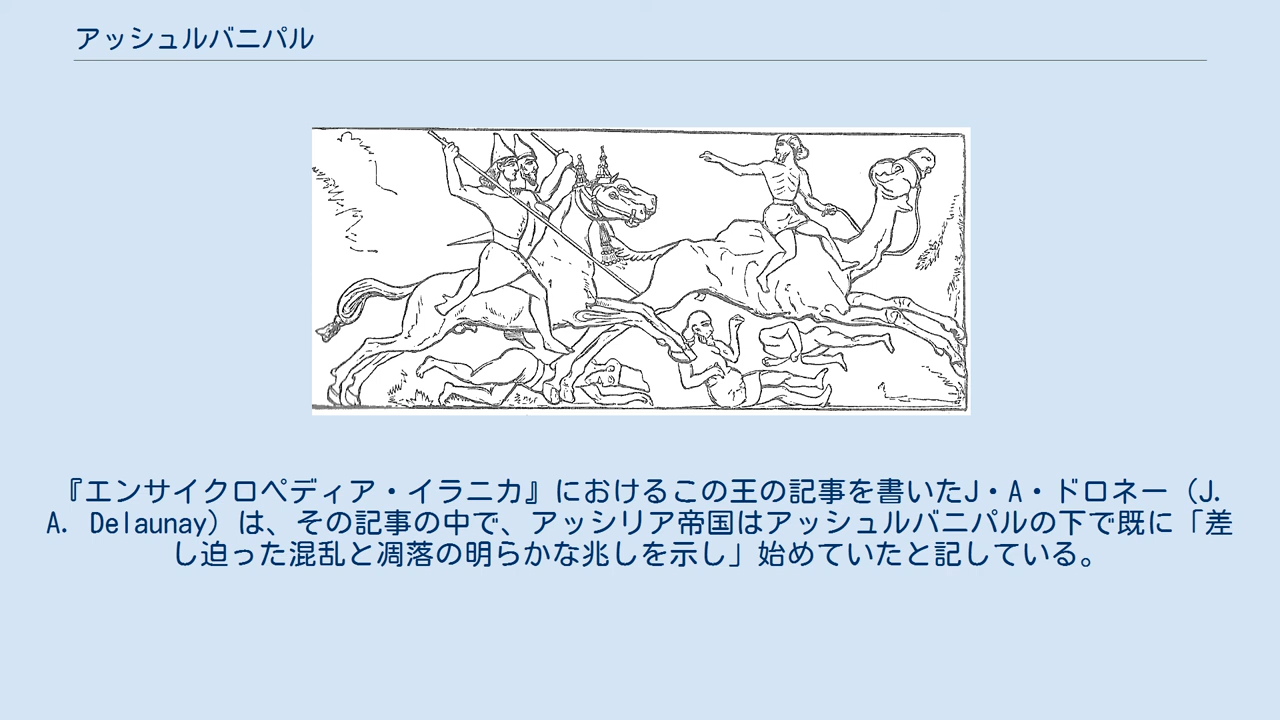 アッシュルバニパル
『エンサイクロペディア・イラニカ』におけるこの王の記事を書いたJ・A・ドロネー（J.
A. Delaunay）は、その記事の中で、アッシリア帝国はアッシュルバニパルの下で既に「差
し迫った混乱と凋落の明らかな兆しを示し」始めていたと記している。